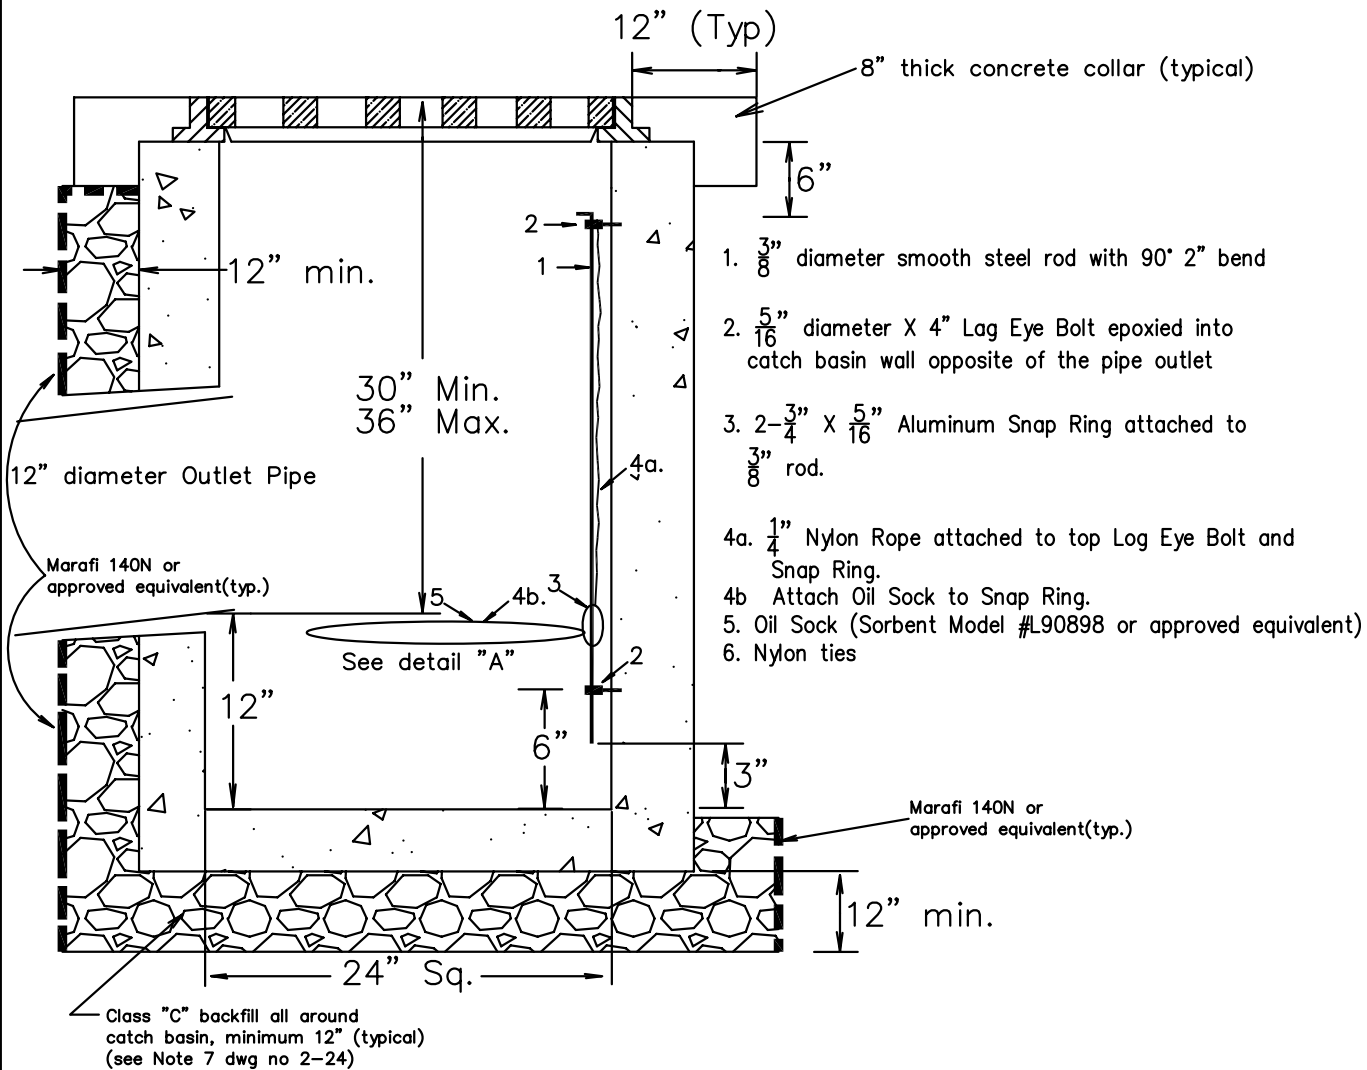 12” (Typ)
8” thick concrete collar (typical)
6”
2
1
12” min.
1. 3/8” diameter smooth steel rod with 90° 2” bend
2. 5/16” diameter X 4” Lag Eye Bolt epoxied into
catch basin wall opposite of the pipe outlet
30” Min.
36” Max.
3. 2-3/4” X 5/16” Aluminum Snap Ring attached to
3/8” rod.
4a.
12” diameter Outlet Pipe
4a. 1/4” Nylon Rope attached to top Log Eye Bolt and
Snap Ring.
4b Attach Oil Sock to Snap Ring.
5. Oil Sock (Sorbent Model #L90898 or approved equivalent)
6. Nylon ties
Marafi 140N or
approved equivalent(typ.)
5
4b.
3
See detail "A"
2
12”
6”
3”
Marafi 140N or
approved equivalent(typ.)
12” min.
24” Sq.
Class "C" backfill all around
catch basin, minimum 12” (typical)
(see Note 7 dwg no 2-24)